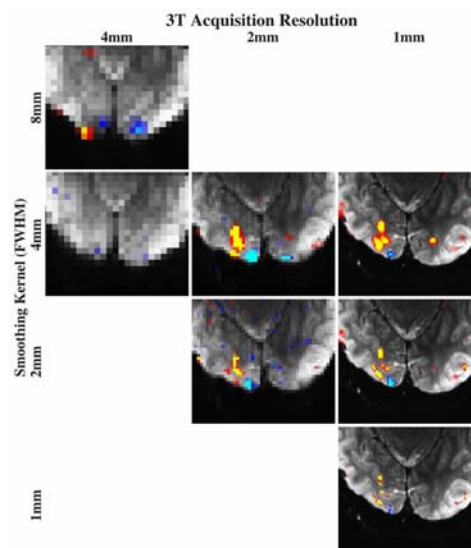 3T Acquisition Resolution
4mm 2mm 1mm
Smoothing Kernel (FWHM)
8mm
4mm
2mm
1mm